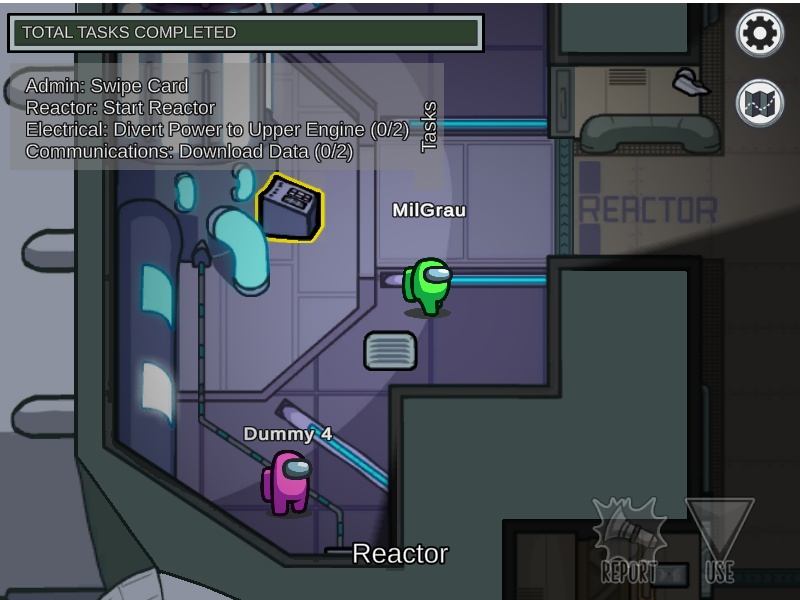 TOTAL TASKS COMPLETED
Admin: Swipe Card
Reactor: Start Reactor
Electrical: Divert Power to Upper Engine (0/2)
Communications: Download Data (0/2)
Tasks
MilGrau
REACTOR
Dummy 4
Reactor
REPORT
USE